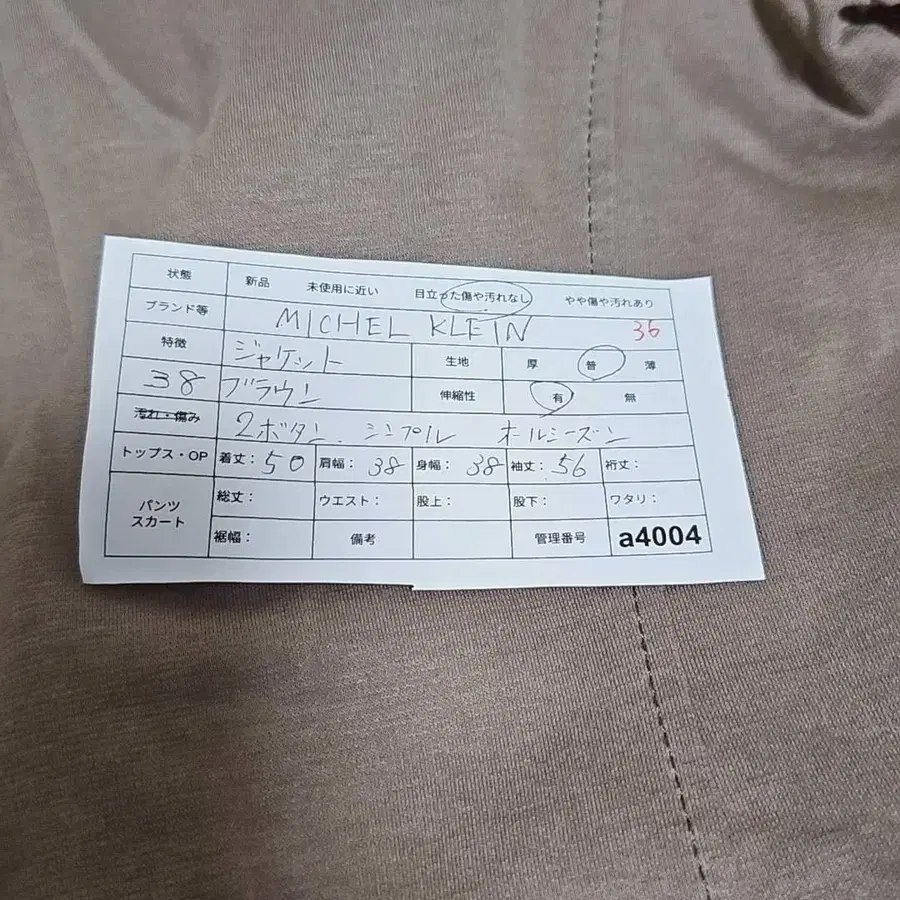 状態 新品 未使用に近い 目立った傷や汚れなし やや傷や汚れあり
ブランド等 MICHEL KLEIN 36
特徴 ジャケット 生地 厚 普 薄
38 ブラウン 伸縮性 有 無
汚れ・傷み 2ボタン. シンプル オールシーズン
トップス・OP 着丈: 50 肩幅: 38 身幅: 38 袖丈: 56 裄丈:
パンツ スカート 総丈: ウエスト: 股上: 股下: ワタリ:
裾幅: 備考 管理番号 a4004